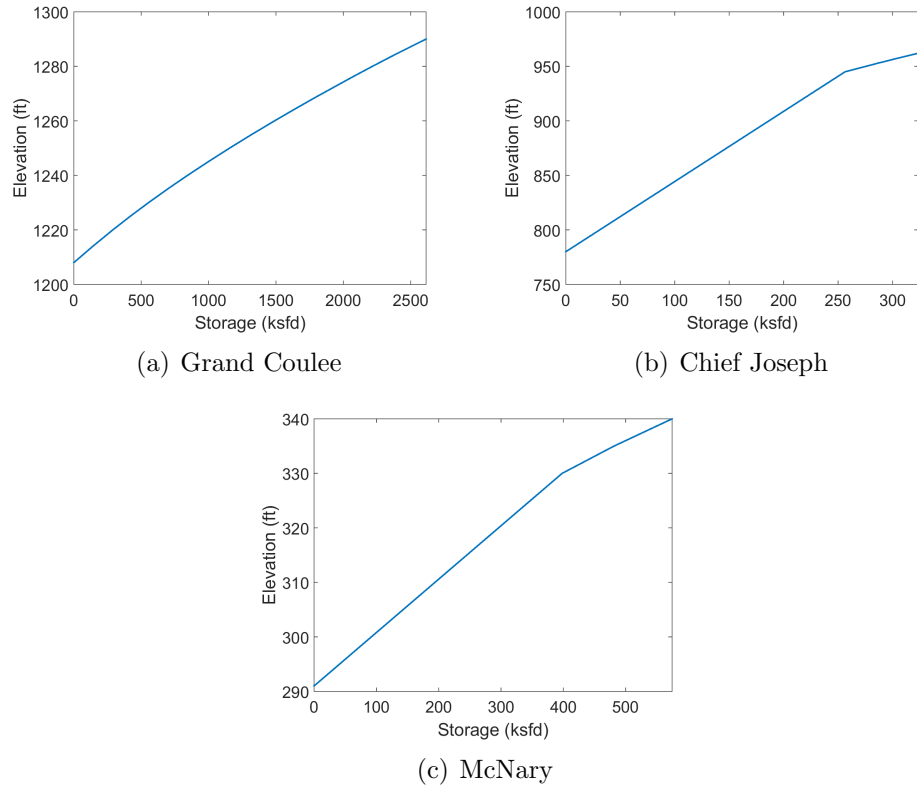 1300
1280
1260
1240
1220
1200
Elevation (ft)
0 500 1000 1500 2000 2500
Storage (ksfd)
(a) Grand Coulee
1000
950
900
850
800
750
Elevation (ft)
0 50 100 150 200 250 300
Storage (ksfd)
(b) Chief Joseph
340
330
320
310
300
290
Elevation (ft)
0 100 200 300 400 500
Storage (ksfd)
(c) McNary